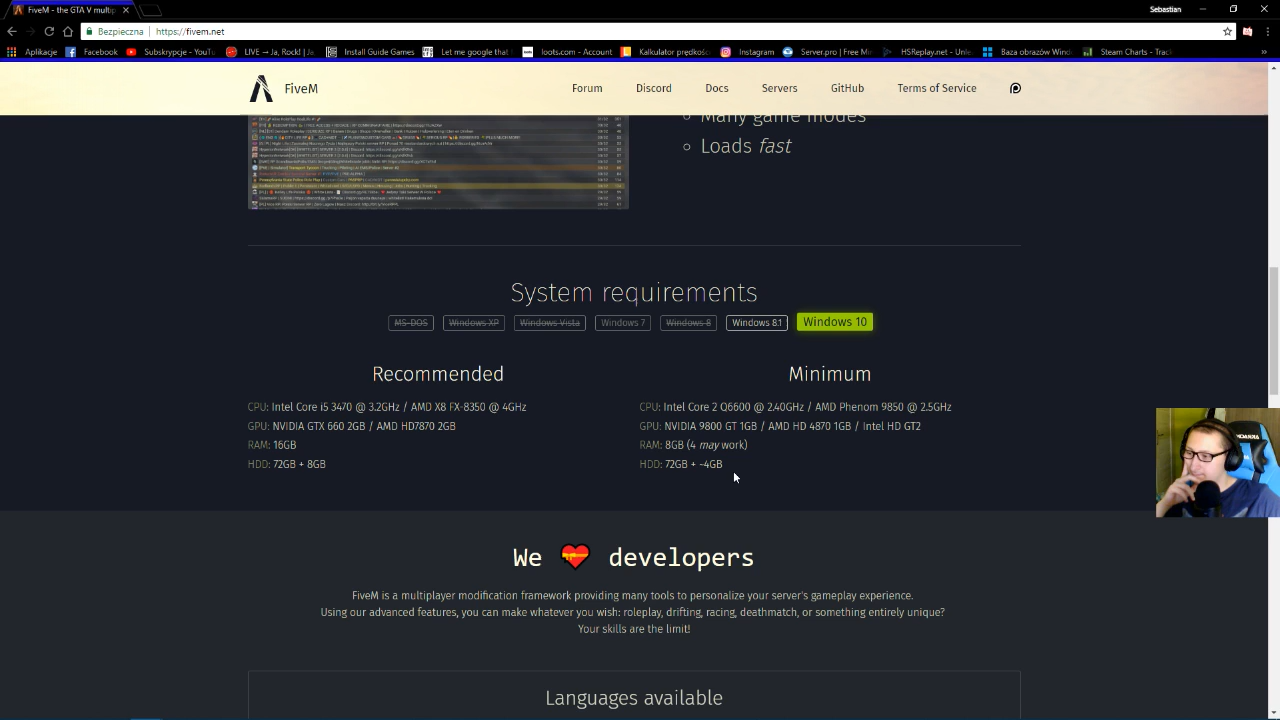 FiveM - the GTA V multip
Sebastian
Bezpieczna
https://fivem.net
Aplikacje
Facebook
Subskrypcje - YouTu
LIVE → Ja, Rock! | Ja
Install Guide Games
Let me google that
loots.com - Account
Kalkulator prędkośc
Instagram
Server.pro | Free Min
HSReplay.net - Unle
Baza obrazów Wind
Steam Charts - Trac
FiveM
Forum
Discord
Docs
Servers
GitHub
Terms of Service
Many game modes
Loads fast
System requirements
MS-DOS
Windows XP
Windows Vista
Windows 7
Windows 8
Windows 8.1
Windows 10
Recommended
CPU: Intel Core i5 3470 @ 3.2GHz / AMD X8 FX-8350 @ 4GHz
GPU: NVIDIA GTX 660 2GB / AMD HD7870 2GB
RAM: 16GB
HDD: 72GB + 8GB
Minimum
CPU: Intel Core 2 Q6600 @ 2.40GHz / AMD Phenom 9850 @ 2.5GHz
GPU: NVIDIA 9800 GT 1GB / AMD HD 4870 1GB / Intel HD GT2
RAM: 8GB (4 may work)
HDD: 72GB + ~4GB
We ❤ developers
FiveM is a multiplayer modification framework providing many tools to personalize your server's gameplay experience.
Using our advanced features, you can make whatever you wish: roleplay, drifting, racing, deathmatch, or something entirely unique?
Your skills are the limit!
Languages available